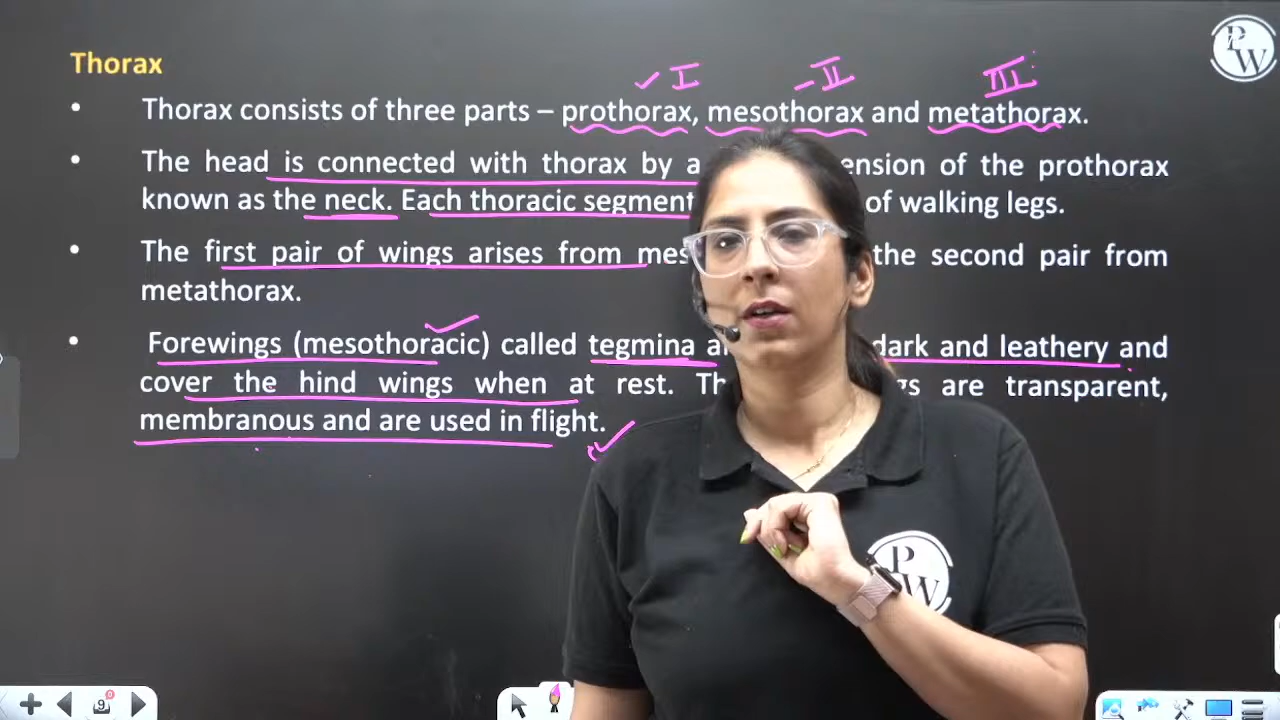 Thorax
I II III
• Thorax consists of three parts – prothorax, mesothorax and metathorax.
• The head is connected with thorax by a ension of the prothorax
known as the neck. Each thoracic segment of walking legs.
• The first pair of wings arises from mes the second pair from
metathorax.
• Forewings (mesothoracic) called tegmina dark and leathery and
cover the hind wings when at rest. Th gs are transparent,
membranous and are used in flight.
PW
PW
9